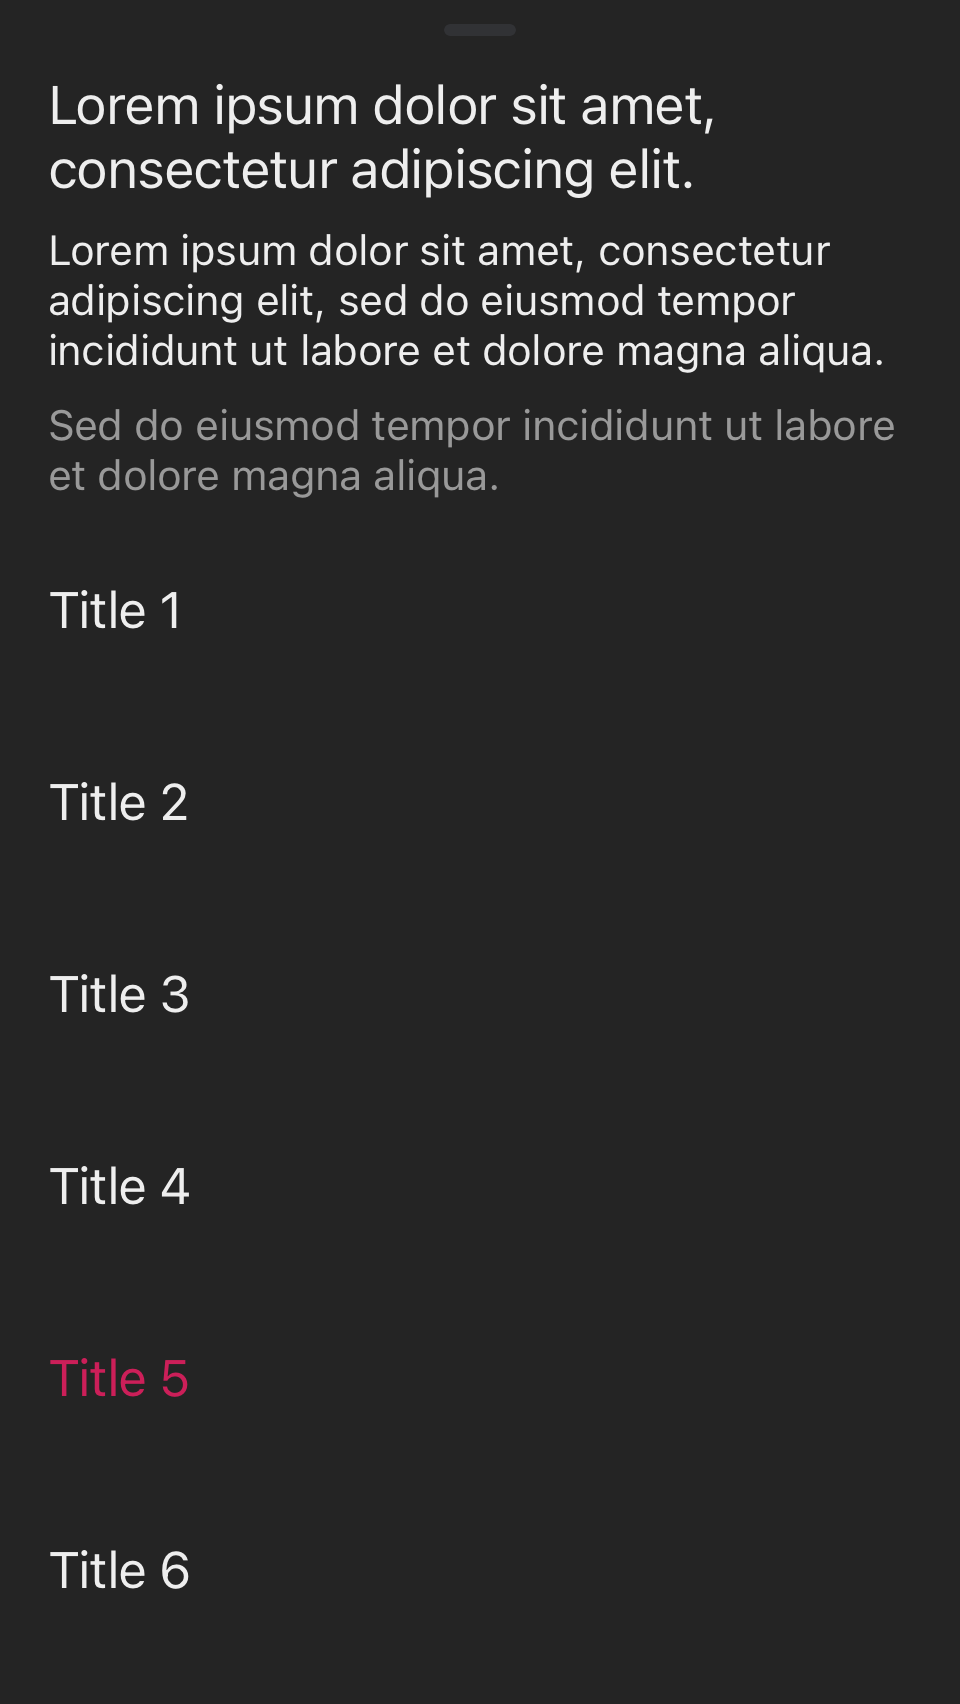 Lorem ipsum dolor sit amet,
consectetur adipiscing elit.
Lorem ipsum dolor sit amet, consectetur
adipiscing elit, sed do eiusmod tempor
incididunt ut labore et dolore magna aliqua.
Sed do eiusmod tempor incididunt ut labore
et dolore magna aliqua.
Title 1
Title 2
Title 3
Title 4
Title 5
Title 6